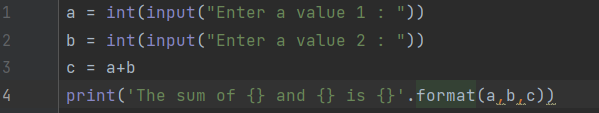 1 a = int(input("Enter a value 1 : "))
2 b = int(input("Enter a value 2 : "))
3 c = a+b
4 print('The sum of {} and {} is {}'.format(a,b,c))